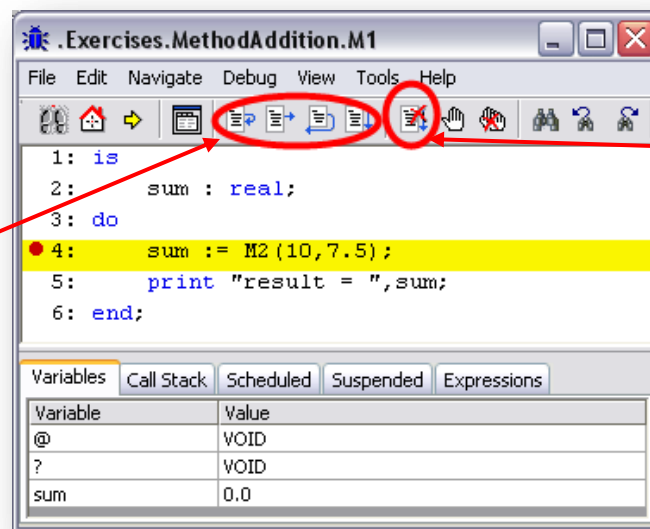 .Exercises.MethodAddition.M1
File Edit Navigate Debug View Tools Help
1: is
2: sum : real;
3: do
4: sum := M2(10,7.5);
5: print "result = ",sum;
6: end;
Variables Call Stack Scheduled Suspended Expressions
Variable Value
@ VOID
? VOID
sum 0.0